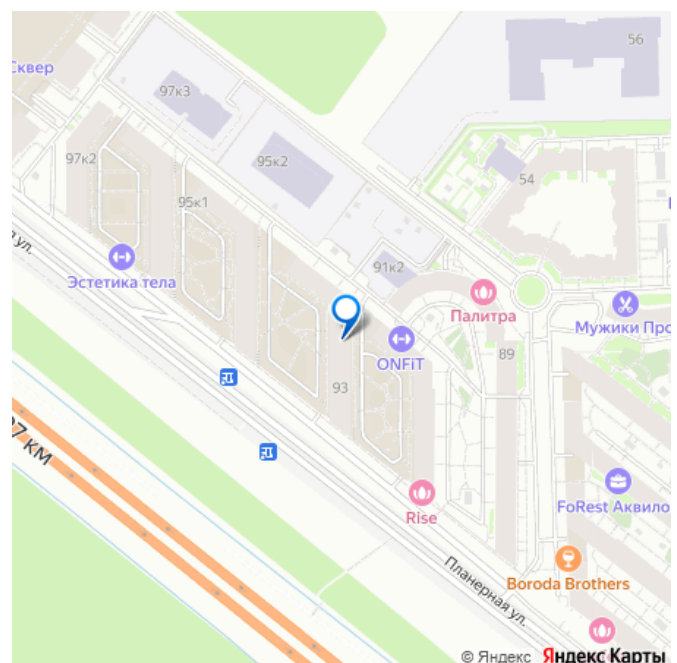 56
Сквер
97к3
97к2
95к2
54
95к1
ул.
91к2
Эстетика тела
Палитра
Мужики Про
ONFiT
89
93
07 КМ
FoRest Аквило
Rise
Планерная ул.
Boroda Brothers
© Яндекс Яндекс Карты